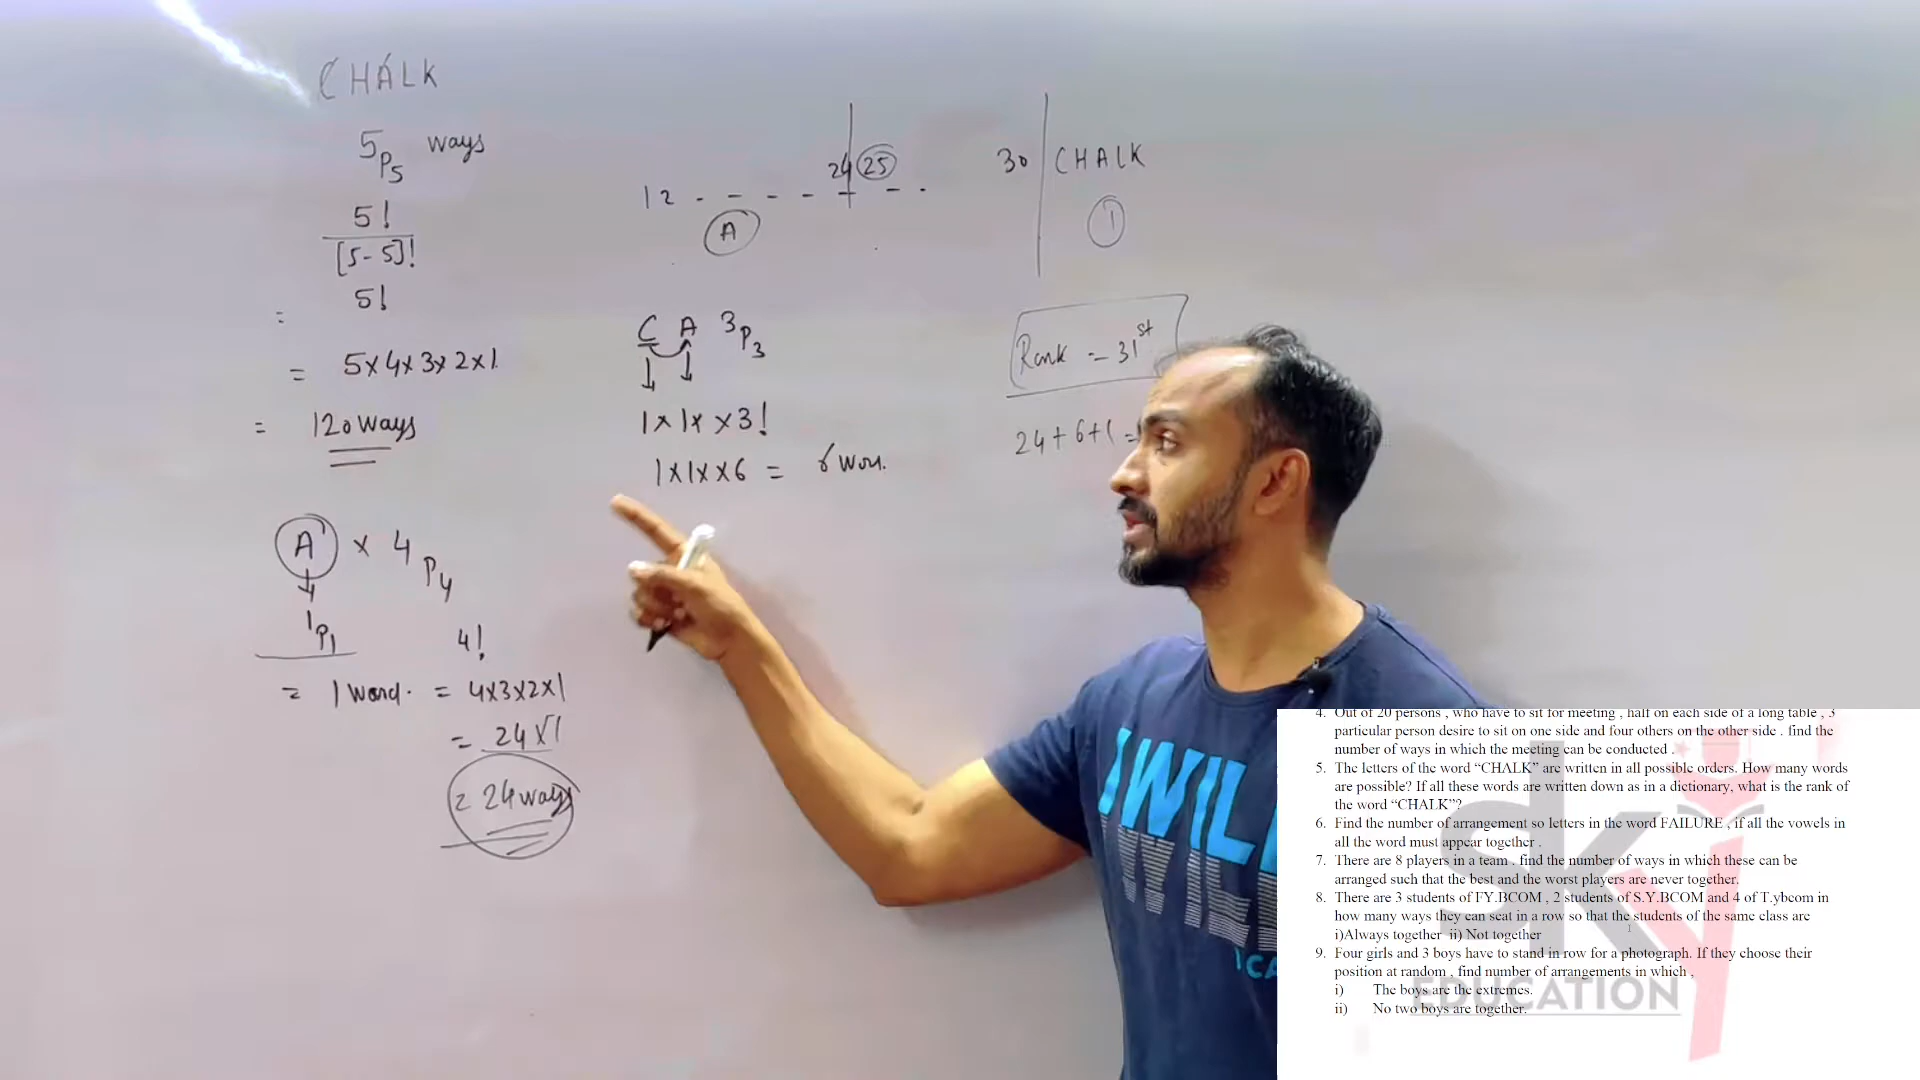 CHALK
5P5 ways
5!
[5-5]!
= 5!
= 5x4x3x2x1
= 120 ways
A x 4P4
1P1
4!
= 1 word. = 4x3x2x1
= 24x1
= 24 ways
12 - - - - 24 25 - -
A
C A 3P3
1x1x x3!
1x1x x6 = 6 wor.
30 CHALK
1
Rank = 31st
24+6+1=
I WILL
4. Out of 20 persons , who have to sit for meeting , half on each side of a long table , 3
particular person desire to sit on one side and four others on the other side . find the
number of ways in which the meeting can be conducted .
5. The letters of the word “CHALK” are written in all possible orders. How many words
are possible? If all these words are written down as in a dictionary, what is the rank of
the word “CHALK”?
6. Find the number of arrangement so letters in the word FAILURE , if all the vowels in
all the word must appear together .
7. There are 8 players in a team . find the number of ways in which these can be
arranged such that the best and the worst players are never together.
8. There are 3 students of FY.BCOM , 2 students of S.Y.BCOM and 4 of T.ybcom in
how many ways they can seat in a row so that the students of the same class are
i)Always together ii) Not together
9. Four girls and 3 boys have to stand in row for a photograph. If they choose their
position at random , find number of arrangements in which ,
i) The boys are the extremes.
ii) No two boys are together.
sky
EDUCATION